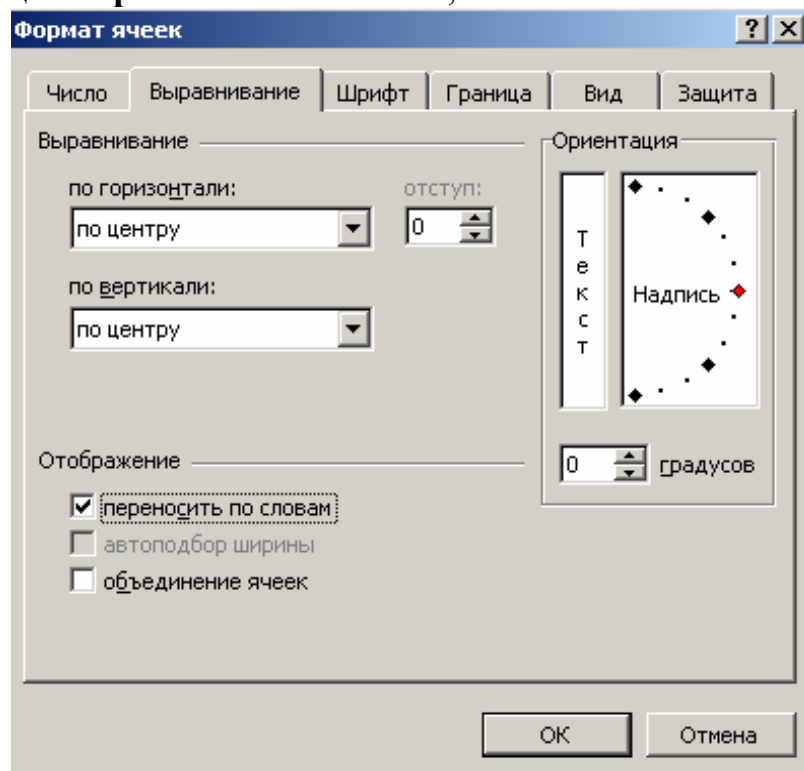 Формат ячеек
Число Выравнивание Шрифт Граница Вид Защита
Выравнивание
по горизонтали: отступ:
по центру 0
по вертикали:
по центру
Ориентация
Текст
Надпись
0 градусов
Отображение
переносить по словам
автоподбор ширины
объединение ячеек
ОК Отмена